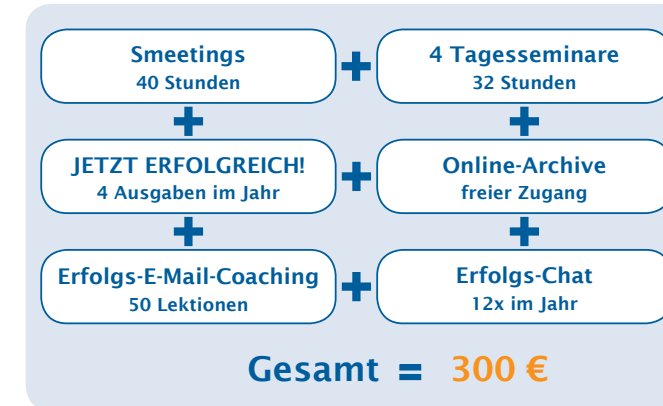 Smeetings
40 Stunden
+
4 Tagesseminare
32 Stunden
+
+
JETZT ERFOLGREICH!
4 Ausgaben im Jahr
+
Online-Archive
freier Zugang
+
+
Erfolgs-E-Mail-Coaching
50 Lektionen
+
Erfolgs-Chat
12x im Jahr
Gesamt = 300 €